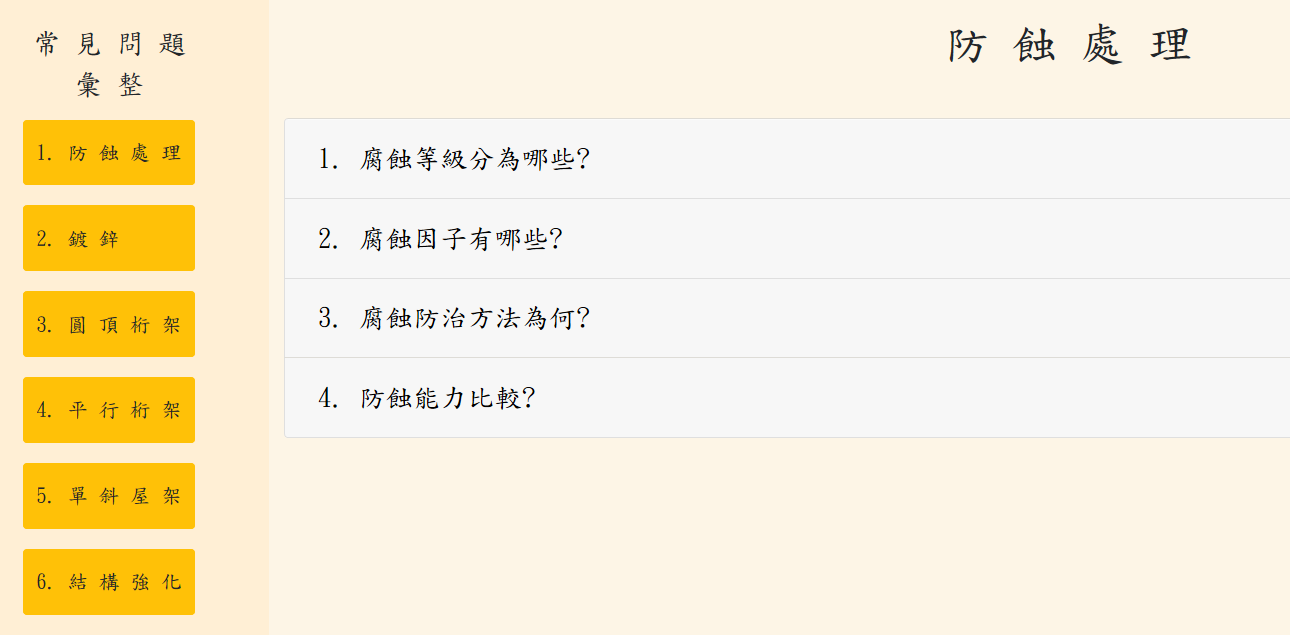 常見問題
彙整
1. 防蝕處理
2. 鍍鋅
3. 圓頂桁架
4. 平行桁架
5. 單斜屋架
6. 結構強化
防蝕處理
1. 腐蝕等級分為哪些?
2. 腐蝕因子有哪些?
3. 腐蝕防治方法為何?
4. 防蝕能力比較?